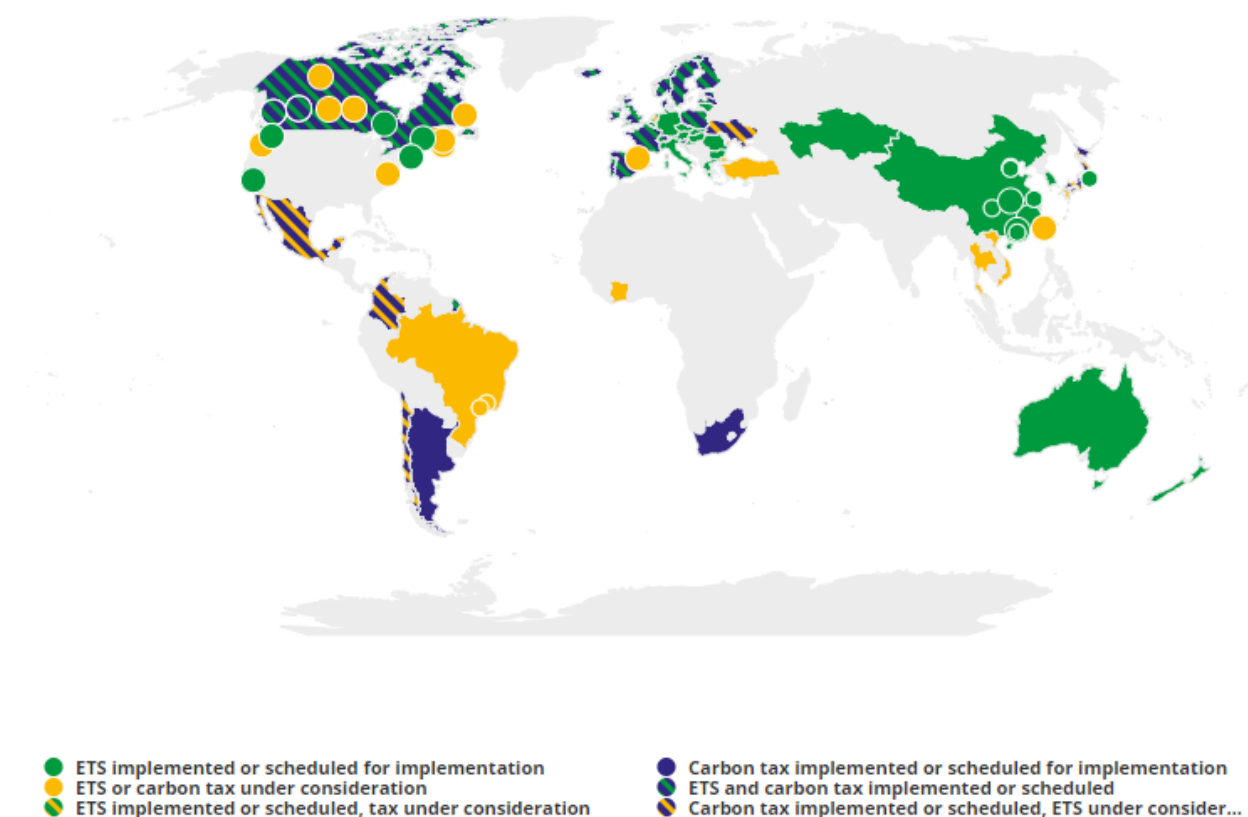 ETS implemented or scheduled for implementation
ETS or carbon tax under consideration
ETS implemented or scheduled, tax under consideration
Carbon tax implemented or scheduled for implementation
ETS and carbon tax implemented or scheduled
Carbon tax implemented or scheduled, ETS under consider...